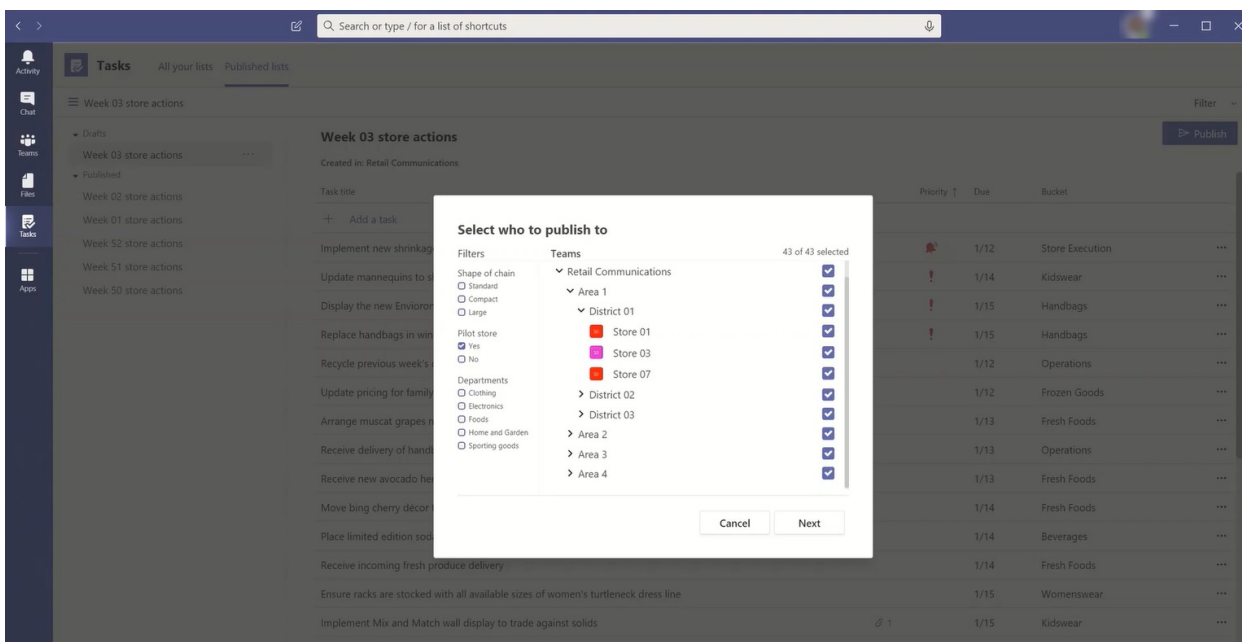 Search or type / for a list of shortcuts
Activity
Chat
Teams
Files
Tasks
Apps
Tasks All your lists Published lists
Week 03 store actions Filter
Drafts
Week 03 store actions
Published
Week 02 store actions
Week 01 store actions
Week 52 store actions
Week 51 store actions
Week 50 store actions
Week 03 store actions
Publish
Created in: Retail Communications
Task title Priority ↑ Due Bucket
+ Add a task
Implement new 1/12 Store Execution
Update mannequins to 1/14 Kidswear
Display the new 1/15 Handbags
Replace handbags in 1/15 Handbags
Recycle previous week's 1/12 Operations
Update pricing for family 1/12 Frozen Goods
Arrange muscat grapes 1/13 Fresh Foods
Receive delivery of 1/13 Operations
Receive new avocado 1/13 Fresh Foods
Move bing cherry décor 1/14 Fresh Foods
Place limited edition 1/14 Beverages
Receive incoming fresh produce delivery 1/14 Fresh Foods
Ensure racks are stocked with all available sizes of women's turtleneck dress line 1/15 Womenswear
Implement Mix and Match wall display to trade against solids 1 1/15 Kidswear
Select who to publish to
Filters
Shape of chain
Standard
Compact
Large
Pilot store
Yes
No
Departments
Clothing
Electronics
Foods
Home and Garden
Sporting goods
Teams 43 of 43 selected
Retail Communications
Area 1
District 01
Store 01
Store 03
Store 07
District 02
District 03
Area 2
Area 3
Area 4
Cancel Next